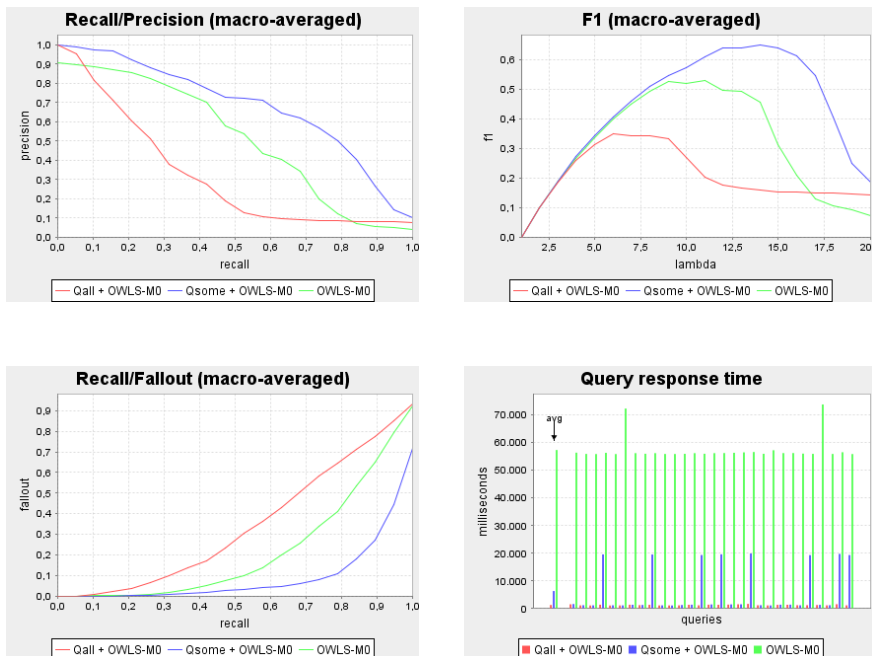 Recall/Precision (macro-averaged)
precision
1,0
0,9
0,8
0,7
0,6
0,5
0,4
0,3
0,2
0,1
0,0
0,0 0,1 0,2 0,3 0,4 0,5 0,6 0,7 0,8 0,9 1,0
recall
Qall + OWLS-M0 Qsome + OWLS-M0 OWLS-M0
F1 (macro-averaged)
f1
0,6
0,5
0,4
0,3
0,2
0,1
0,0
2,5 5,0 7,5 10,0 12,5 15,0 17,5 20
lambda
Qall + OWLS-M0 Qsome + OWLS-M0 OWLS-M0
Recall/Fallout (macro-averaged)
fallout
0,9
0,8
0,7
0,6
0,5
0,4
0,3
0,2
0,1
0,0
0,0 0,1 0,2 0,3 0,4 0,5 0,6 0,7 0,8 0,9 1,0
recall
Qall + OWLS-M0 Qsome + OWLS-M0 OWLS-M0
Query response time
milliseconds
70.000
60.000
50.000
40.000
30.000
20.000
10.000
0
avg
queries
Qall + OWLS-M0 Qsome + OWLS-M0 OWLS-M0